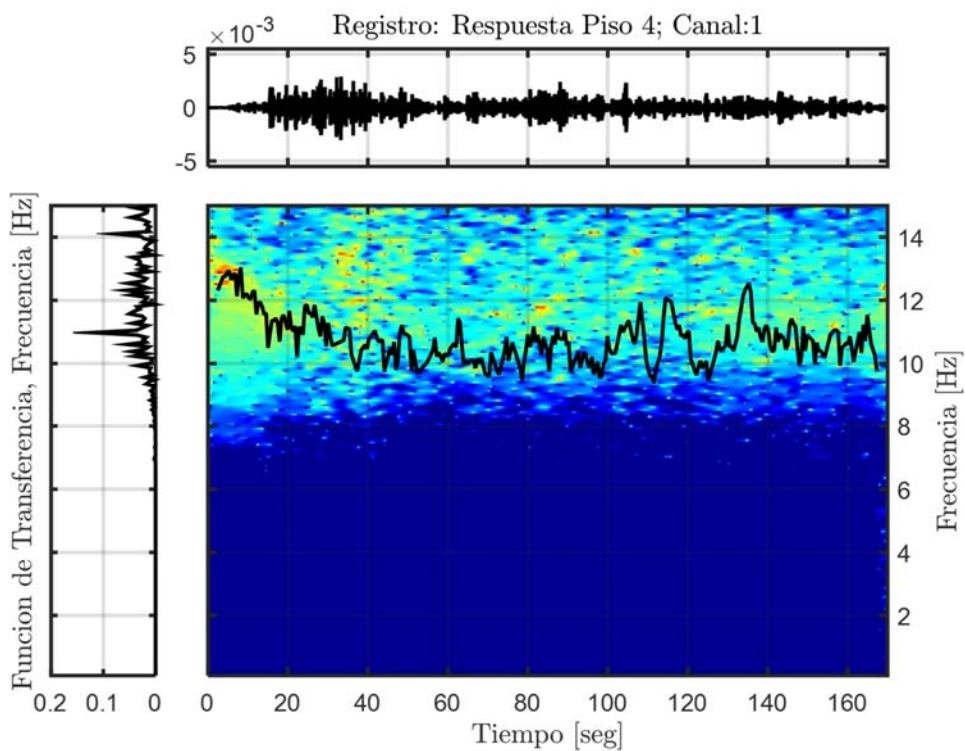 Registro: Respuesta Piso 4; Canal:1
×10⁻³
5
0
-5
Funcion de Transferencia, Frecuencia [Hz]
14
12
10
8
6
4
2
Frecuencia [Hz]
0.2 0.1 0
0 20 40 60 80 100 120 140 160
Tiempo [seg]